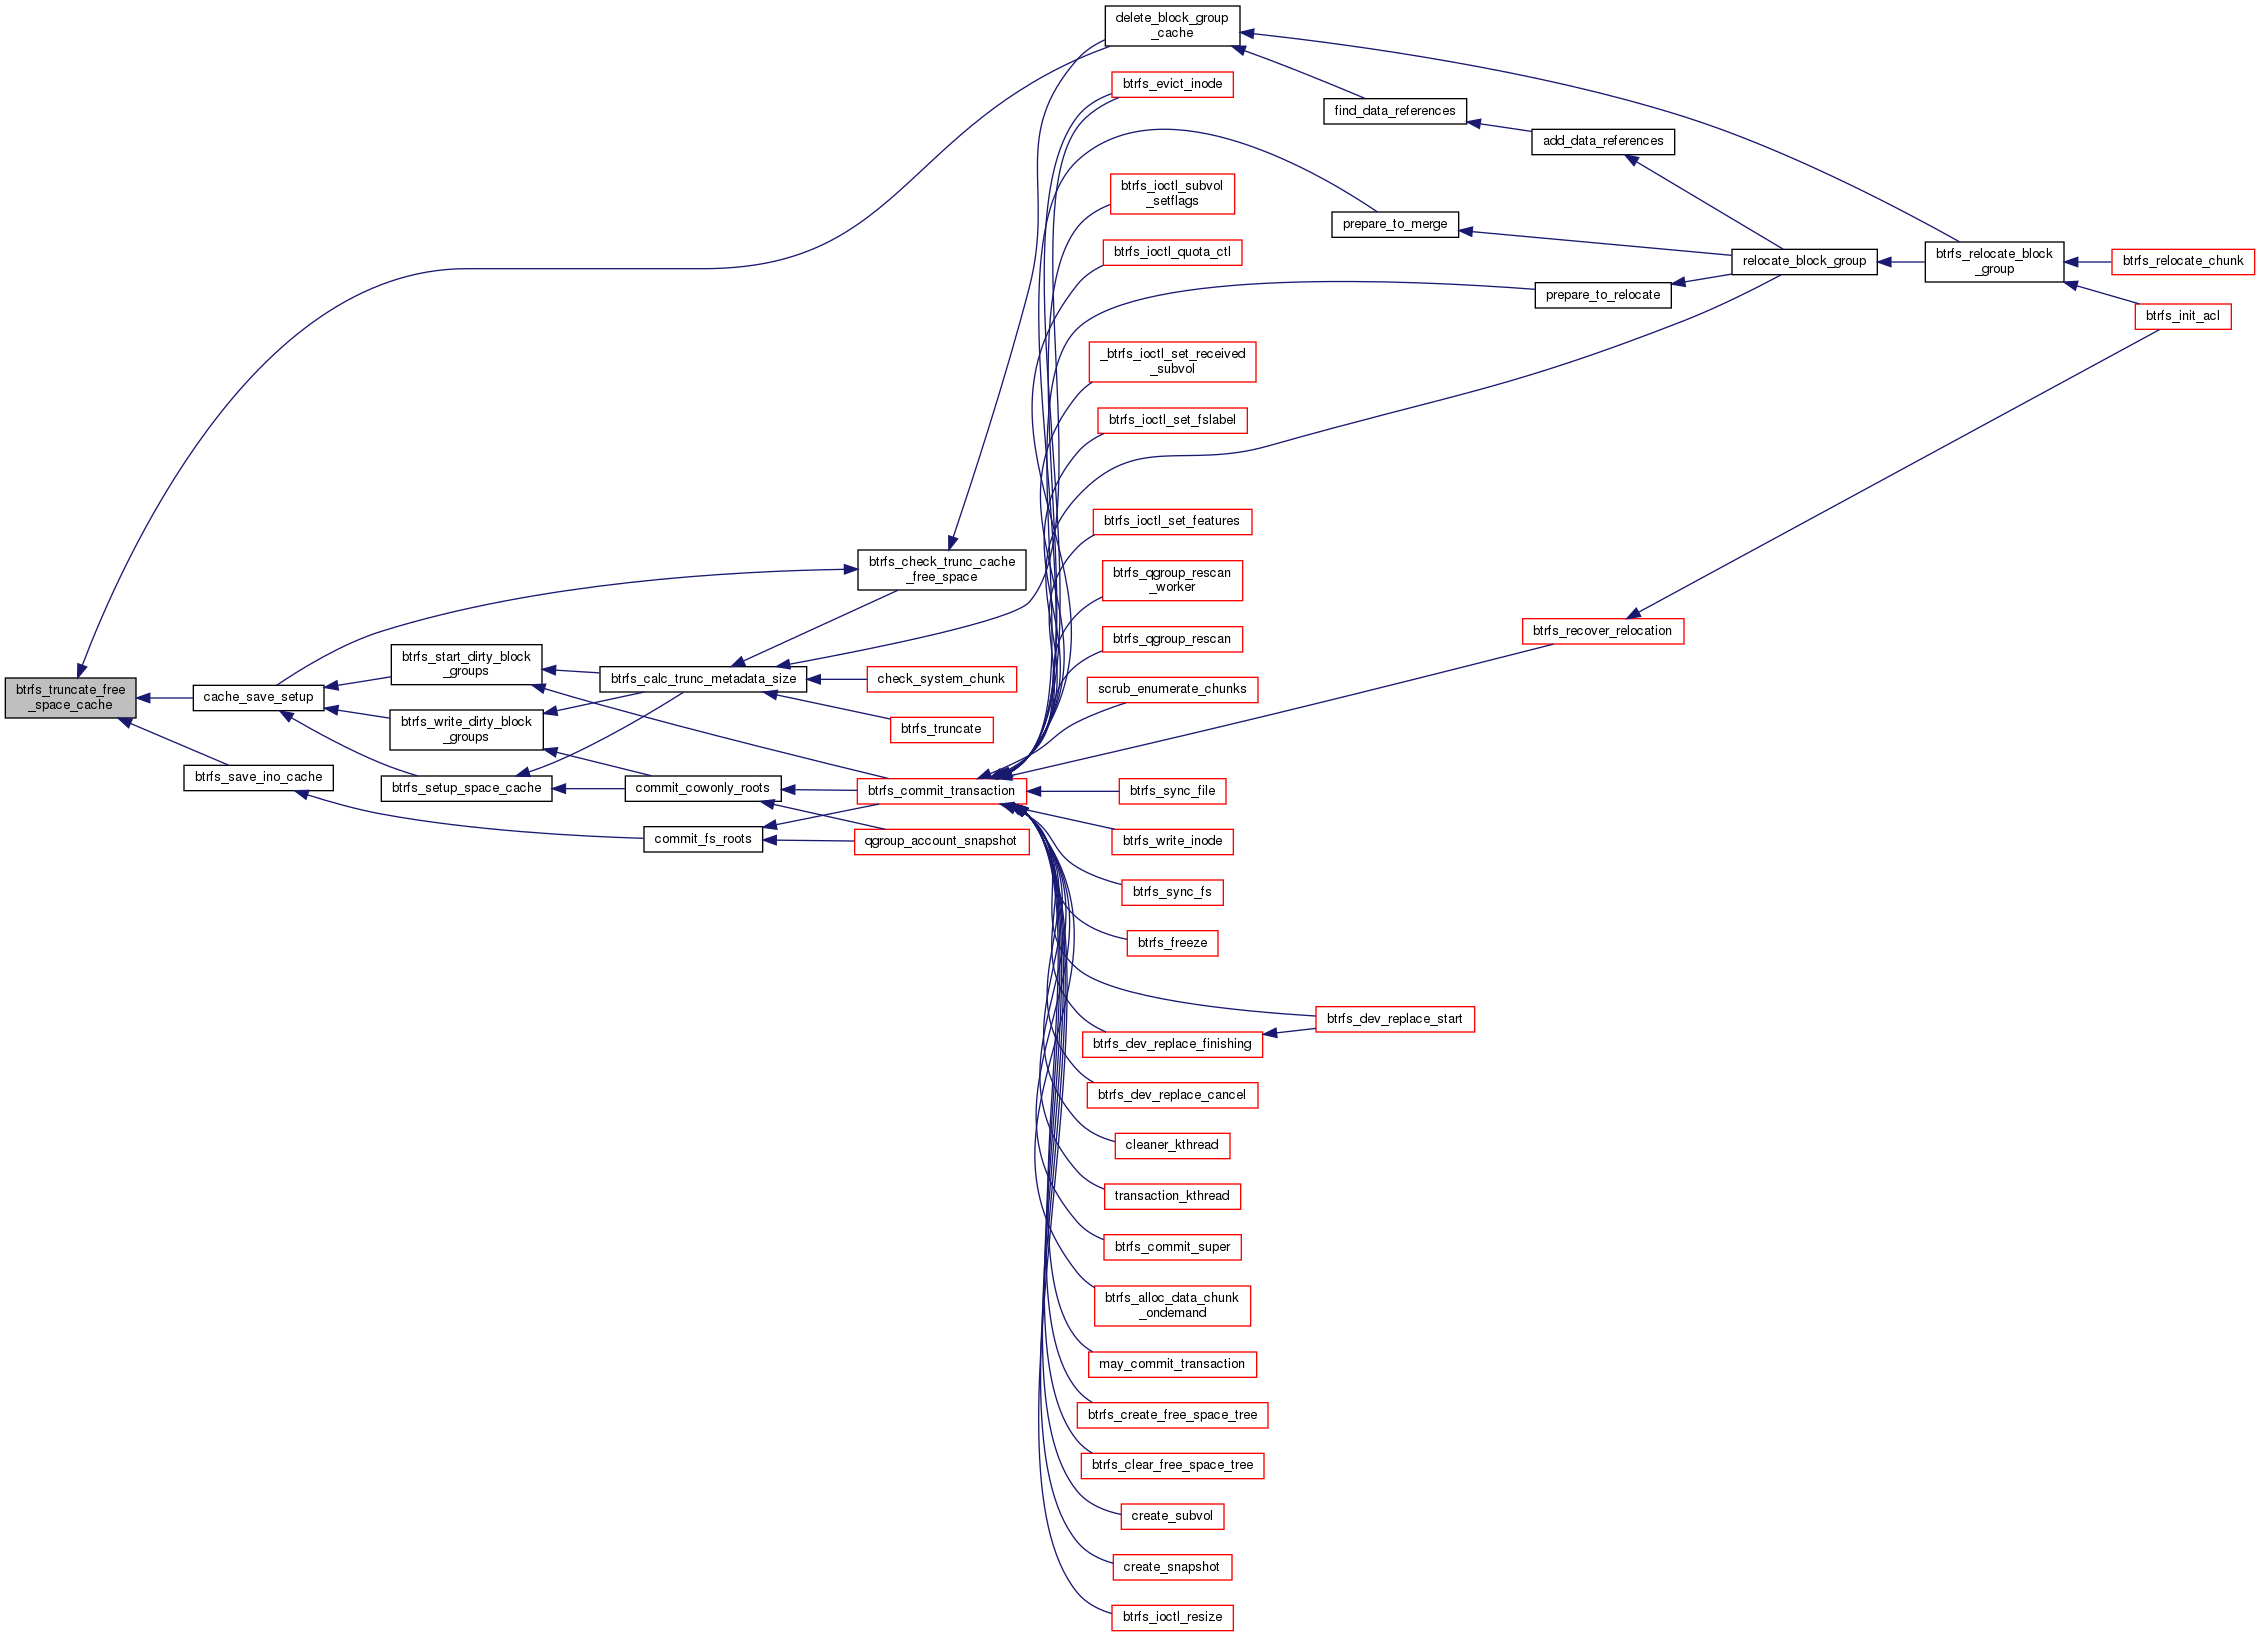 delete_block_group
_cache
btrfs_evict_inode
find_data_references
add_data_references
btrfs_ioctl_subvol
_setflags
prepare_to_merge
btrfs_ioctl_quota_ctl
relocate_block_group
btrfs_relocate_block
_group
btrfs_relocate_chunk
prepare_to_relocate
btrfs_init_acl
_btrfs_ioctl_set_received
_subvol
btrfs_ioctl_set_fslabel
btrfs_ioctl_set_features
btrfs_check_trunc_cache
_free_space
btrfs_qgroup_rescan
_worker
btrfs_recover_relocation
btrfs_qgroup_rescan
btrfs_start_dirty_block
_groups
btrfs_calc_trunc_metadata_size
check_system_chunk
scrub_enumerate_chunks
btrfs_truncate_free
_space_cache
cache_save_setup
btrfs_write_dirty_block
_groups
btrfs_truncate
btrfs_save_ino_cache
btrfs_setup_space_cache
commit_cowonly_roots
btrfs_commit_transaction
btrfs_sync_file
commit_fs_roots
qgroup_account_snapshot
btrfs_write_inode
btrfs_sync_fs
btrfs_freeze
btrfs_dev_replace_start
btrfs_dev_replace_finishing
btrfs_dev_replace_cancel
cleaner_kthread
transaction_kthread
btrfs_commit_super
btrfs_alloc_data_chunk
_ondemand
may_commit_transaction
btrfs_create_free_space_tree
btrfs_clear_free_space_tree
create_subvol
create_snapshot
btrfs_ioctl_resize